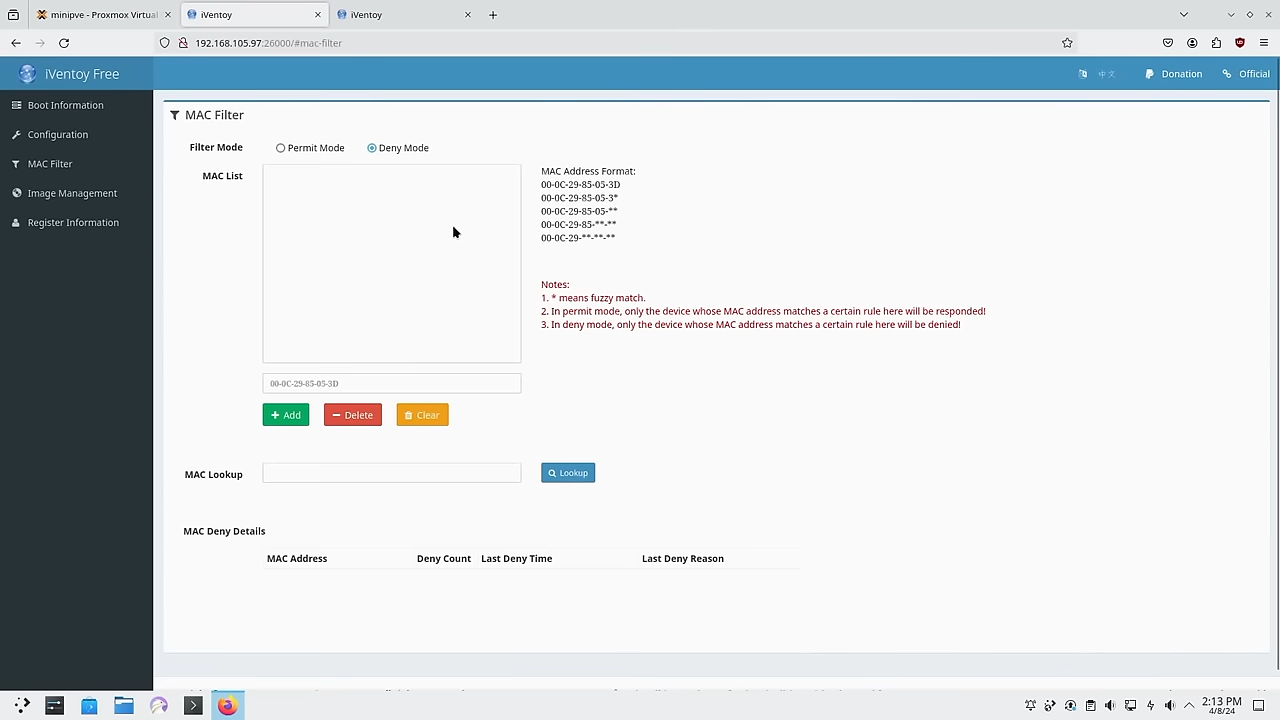 minipve - Proxmox Virtual
iVentoy
iVentoy
192.168.105.97:26000/#mac-filter
iVentoy Free
中文
Donation
Official
Boot Information
Configuration
MAC Filter
Image Management
Register Information
MAC Filter
Filter Mode
Permit Mode
Deny Mode
MAC List
MAC Address Format:
00-0C-29-85-05-3D
00-0C-29-85-05-3*
00-0C-29-85-05-**
00-0C-29-85-**-**
00-0C-29-**-**-**
Notes:
1. * means fuzzy match.
2. In permit mode, only the device whose MAC address matches a certain rule here will be responded!
3. In deny mode, only the device whose MAC address matches a certain rule here will be denied!
00-0C-29-85-05-3D
Add
Delete
Clear
MAC Lookup
Lookup
MAC Deny Details
MAC Address Deny Count Last Deny Time Last Deny Reason
2:13 PM
4/8/24